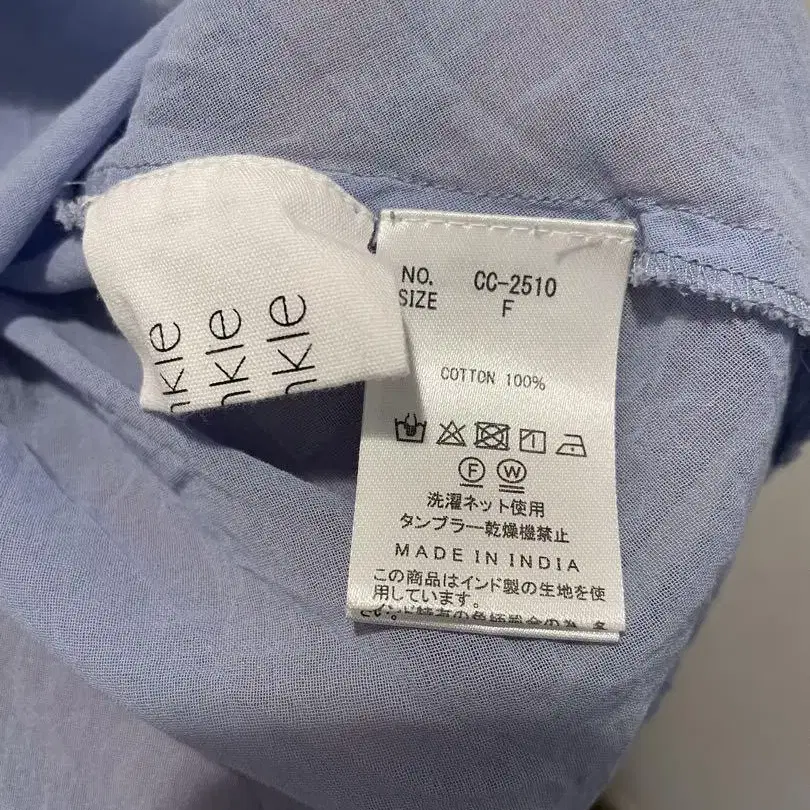 nkle
nkle
nkle
NO. CC-2510
SIZE F
COTTON 100%
F W
洗濯ネット使用
タンブラー乾燥機禁止
MADE IN INDIA
この商品はインド製の生地を使
用しています。